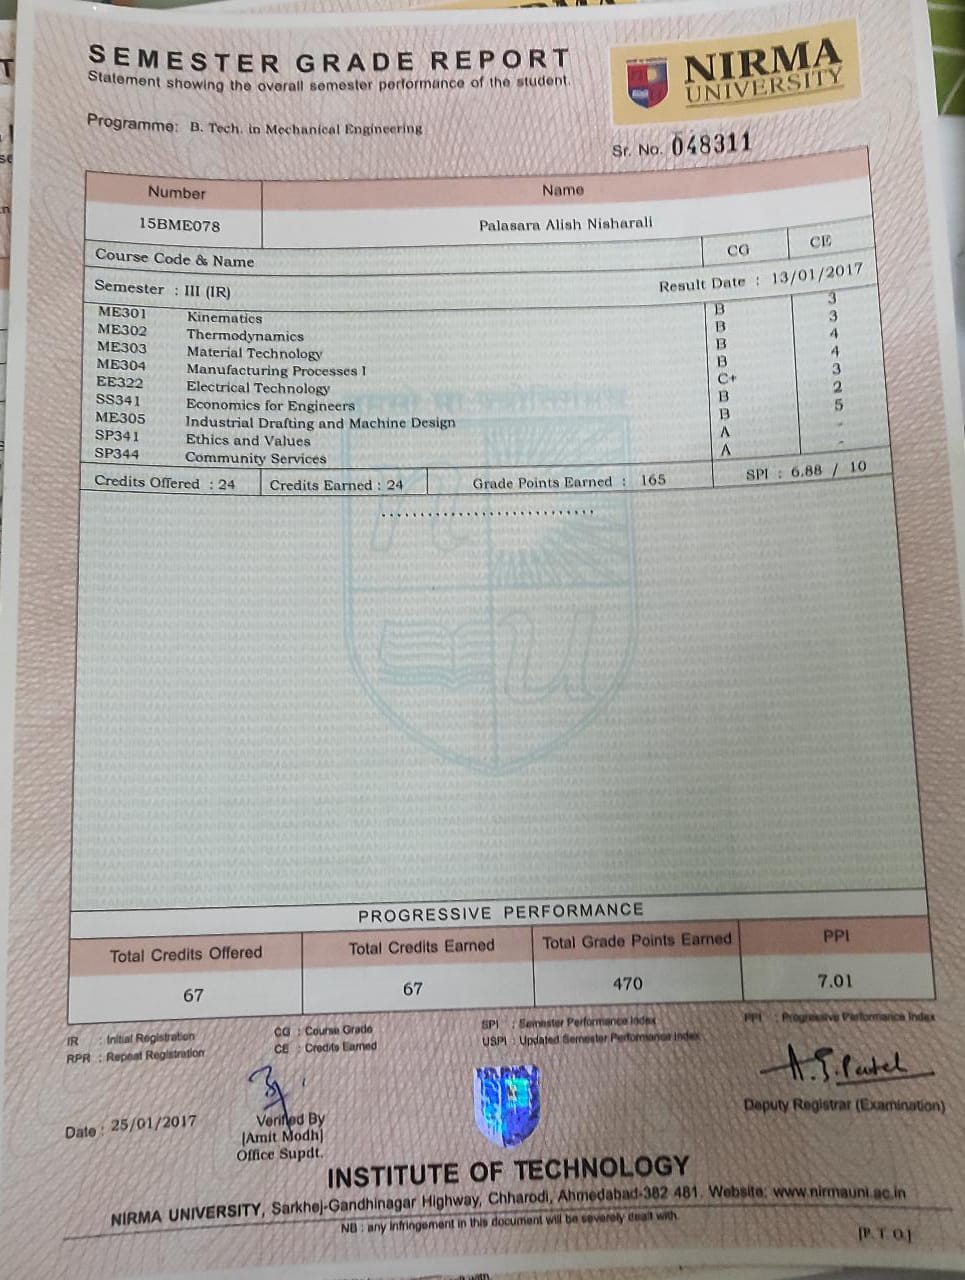 SEMESTER GRADE REPORT
Statement showing the overall semester performance of the student.
NIRMA
UNIVERSITY
Programme: B. Tech. in Mechanical Engineering
Sr. No. 048311
Number Name
15BME078 Palasara Alish Nisharali
Course Code & Name CG CE
Semester : III (IR) Result Date : 13/01/2017
ME301 Kinematics B 3
ME302 Thermodynamics B 3
ME303 Material Technology B 4
ME304 Manufacturing Processes I B 4
EE322 Electrical Technology C+ 3
SS341 Economics for Engineers B 2
ME305 Industrial Drafting and Machine Design B 5
SP341 Ethics and Values A -
SP344 Community Services A -
Credits Offered : 24 Credits Earned : 24 Grade Points Earned : 165 SPI : 6.88 / 10
PROGRESSIVE PERFORMANCE
Total Credits Offered Total Credits Earned Total Grade Points Earned PPI
67 67 470 7.01
IR : Initial Registration CG : Course Grade SPI : Semester Performance Index PPI : Progressive Performance Index
RPR : Repeat Registration CE : Credits Earned USPI : Updated Semester Performance Index
A.S.Patel
Date : 25/01/2017 Verified By Deputy Registrar (Examination)
[Amit Modh]
Office Supdt.
INSTITUTE OF TECHNOLOGY
NIRMA UNIVERSITY, Sarkhej-Gandhinagar Highway, Chharodi, Ahmedabad-382 481. Website: www.nirmauni.ac.in
NB : any infringement in this document will be severely dealt with.
[P. T. O.]